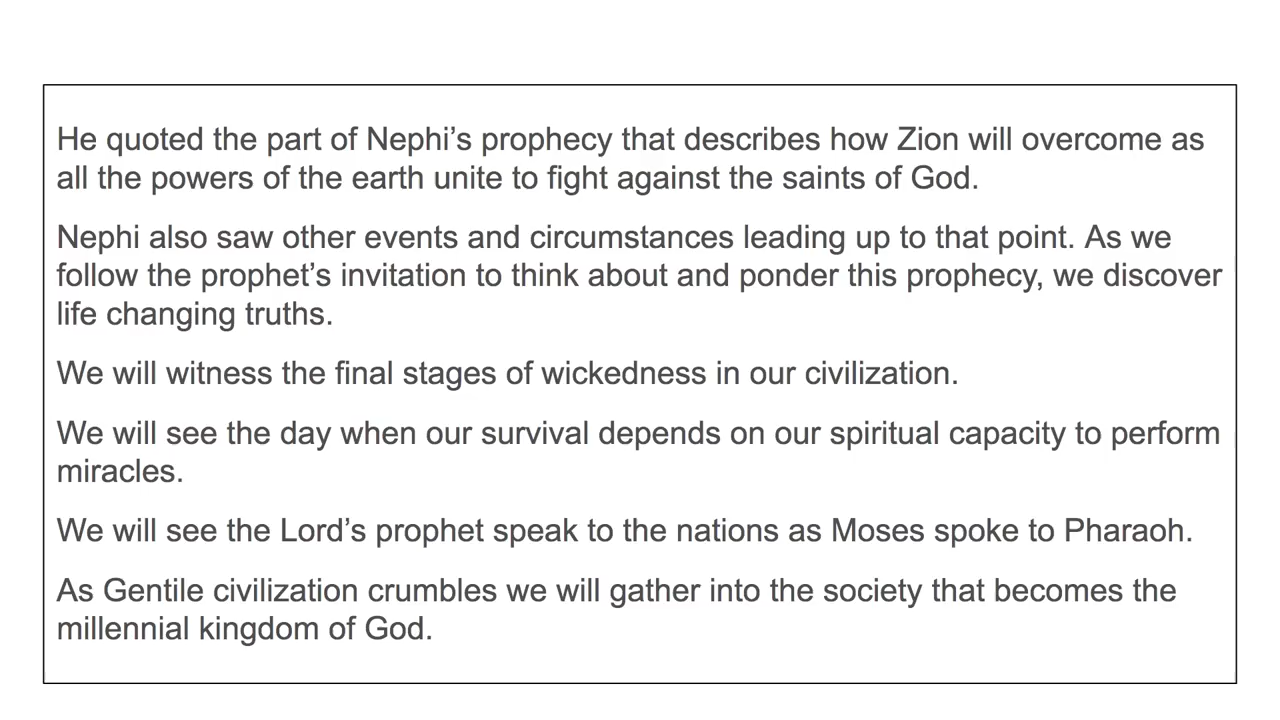 He quoted the part of Nephi’s prophecy that describes how Zion will overcome as
all the powers of the earth unite to fight against the saints of God.
Nephi also saw other events and circumstances leading up to that point. As we
follow the prophet’s invitation to think about and ponder this prophecy, we discover
life changing truths.
We will witness the final stages of wickedness in our civilization.
We will see the day when our survival depends on our spiritual capacity to perform
miracles.
We will see the Lord’s prophet speak to the nations as Moses spoke to Pharaoh.
As Gentile civilization crumbles we will gather into the society that becomes the
millennial kingdom of God.